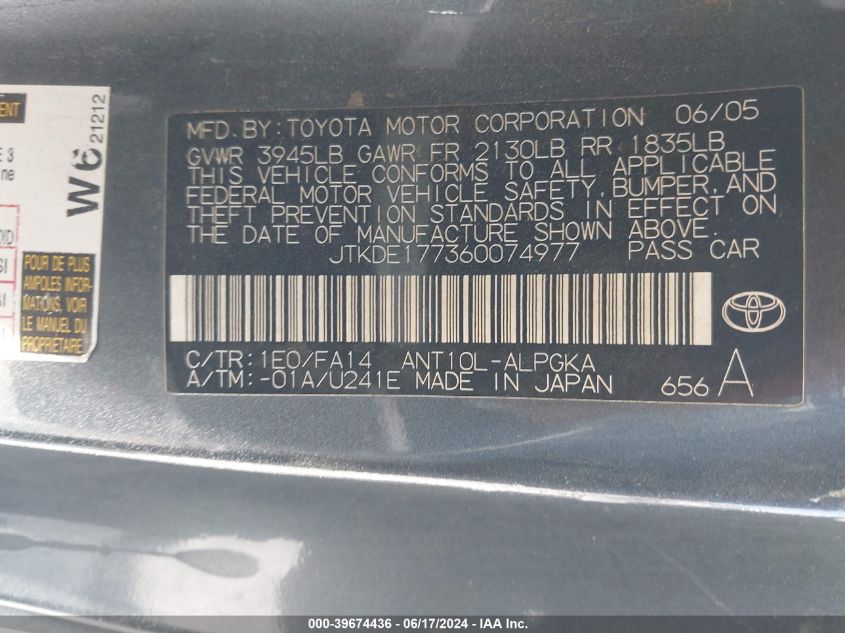 MFD. BY: TOYOTA MOTOR CORPORATION 06/05
GVWR 3945LB GAWR FR 2130LB RR 1835LB
THIS VEHICLE CONFORMS TO ALL APPLICABLE
FEDERAL MOTOR VEHICLE SAFETY, BUMPER, AND
THEFT PREVENTION STANDARDS IN EFFECT ON
THE DATE OF MANUFACTURE SHOWN ABOVE.
JTKDE177360074977 PASS CAR
C/TR: 1E0/FA14 ANT10L-ALPGKA
A/TM: -01A/U241E MADE IN JAPAN 656 A
W6
21212
POUR DE PLUS
AMPLES INFOR-
MATIONS, VOIR
LE MANUEL DU
PROPRIÉTAIRE
000-39674436 - 06/17/2024 - IAA, Inc.